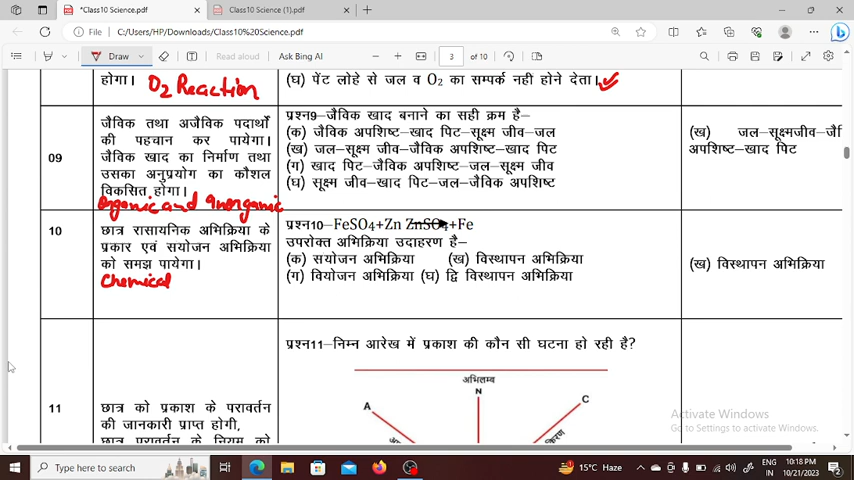 *Class10 Science.pdf
Class10 Science (1).pdf
File
C:/Users/HP/Downloads/Class10%20Science.pdf
Draw
Read aloud
Ask Bing AI
3
of 10
होगा।
O2 Reaction
(घ) पेंट लोहे से जल व O2 का सम्पर्क नही होने देता।
09
जैविक तथा अजैविक पदार्थों
की पहचान कर पायेगा।
जैविक खाद का निर्माण तथा
उसका अनुप्रयोग का कौशल
विकसित होगा।
Organic and Inorganic
प्रश्न9–जैविक खाद बनाने का सही क्रम है–
(क) जैविक अपशिष्ट–खाद पिट–सूक्ष्म जीव–जल
(ख) जल–सूक्ष्म जीव–जैविक अपशिष्ट–खाद पिट
(ग) खाद पिट–जैविक अपशिष्ट–जल–सूक्ष्म जीव
(घ) सूक्ष्म जीव–खाद पिट–जल–जैविक अपशिष्ट
(ख) जल–सूक्ष्मजीव–जै
अपशिष्ट–खाद पिट
10
छात्र रासायनिक अभिक्रिया के
प्रकार एवं सयोजन अभिक्रिया
को समझ पायेगा।
Chemical
प्रश्न10–FeSO4+Zn ZnSO4+Fe
उपरोक्त अभिक्रिया उदाहरण है–
(क) सयोजन अभिक्रिया (ख) विस्थापन अभिक्रिया
(ग) वियोजन अभिक्रिया (घ) द्वि विस्थापन अभिक्रिया
(ख) विस्थापन अभिक्रिया
11
छात्र को प्रकाश के परावर्तन
की जानकारी प्राप्त होगी,
छात्र परावर्तन के नियम को
प्रश्न11–निम्न आरेख में प्रकाश की कौन सी घटना हो रही है?
अभिलम्ब
N
A
C
Activate Windows
Go to Settings to activate Windows.
Type here to search
15°C Haze
ENG
IN
10:18 PM
10/21/2023
2